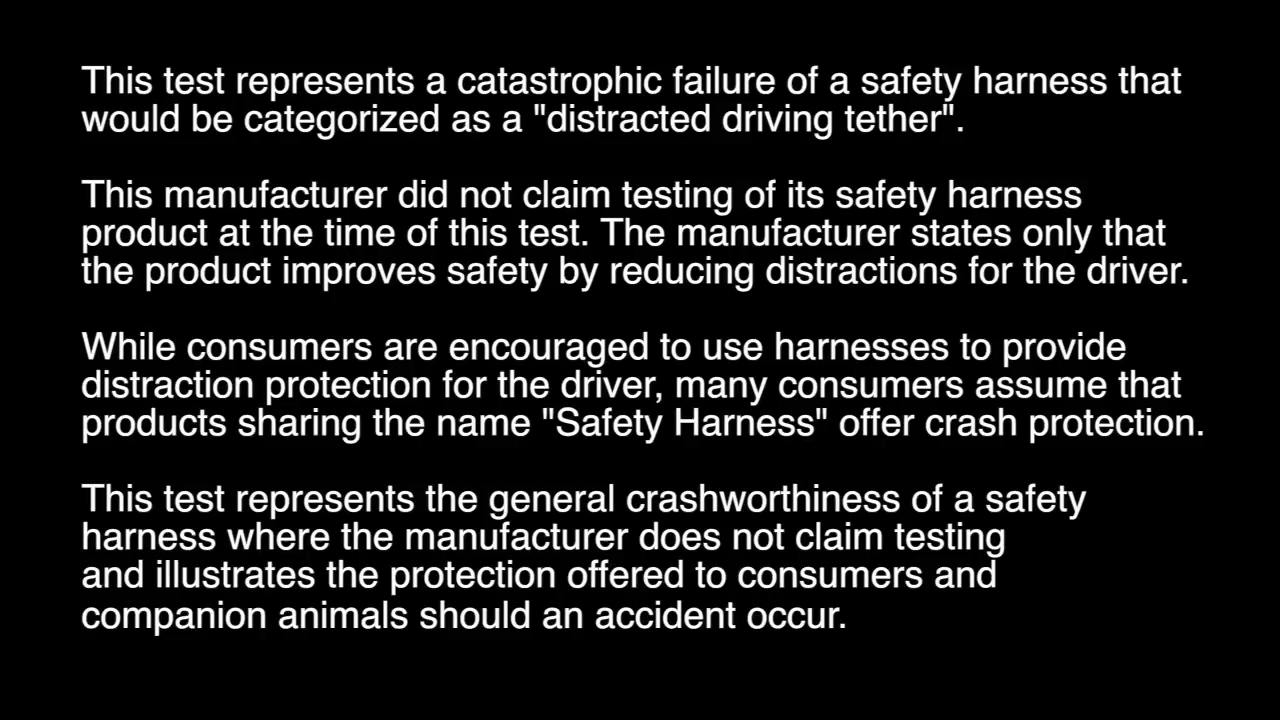 This test represents a catastrophic failure of a safety harness that
would be categorized as a "distracted driving tether".
This manufacturer did not claim testing of its safety harness
product at the time of this test. The manufacturer states only that
the product improves safety by reducing distractions for the driver.
While consumers are encouraged to use harnesses to provide
distraction protection for the driver, many consumers assume that
products sharing the name "Safety Harness" offer crash protection.
This test represents the general crashworthiness of a safety
harness where the manufacturer does not claim testing
and illustrates the protection offered to consumers and
companion animals should an accident occur.